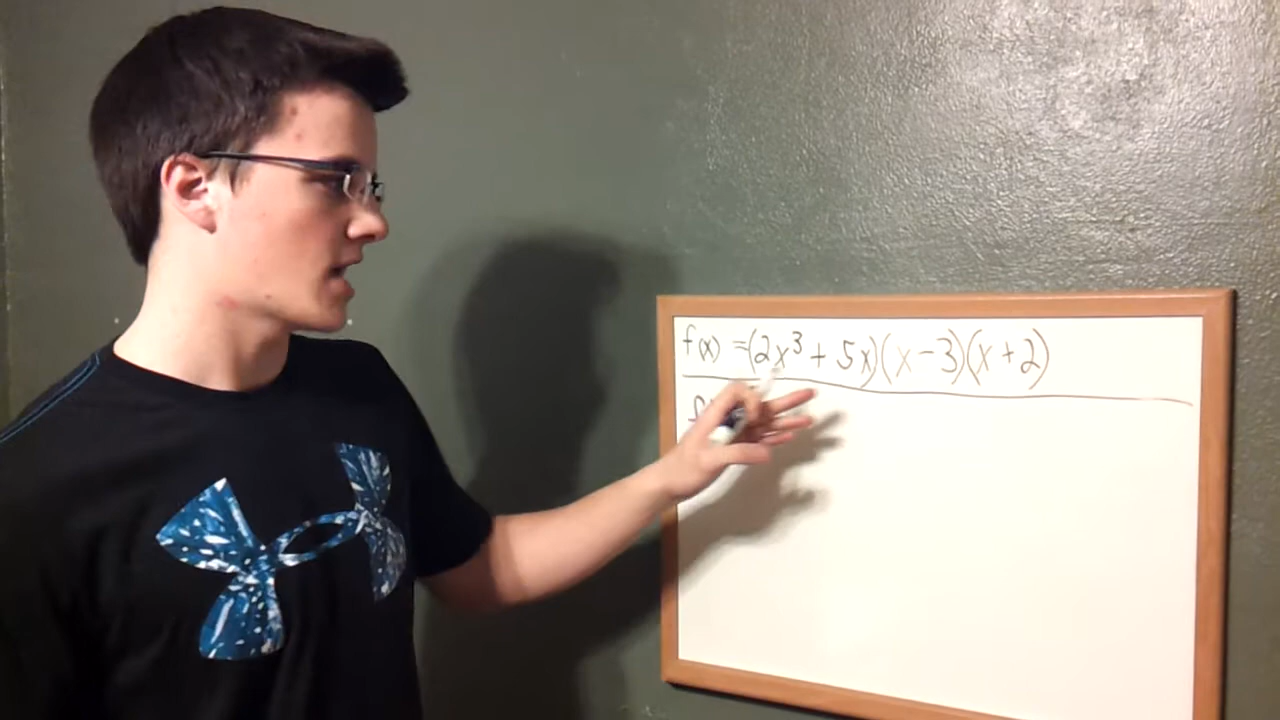 f(x) = (2x³ + 5x)(x - 3)(x + 2)